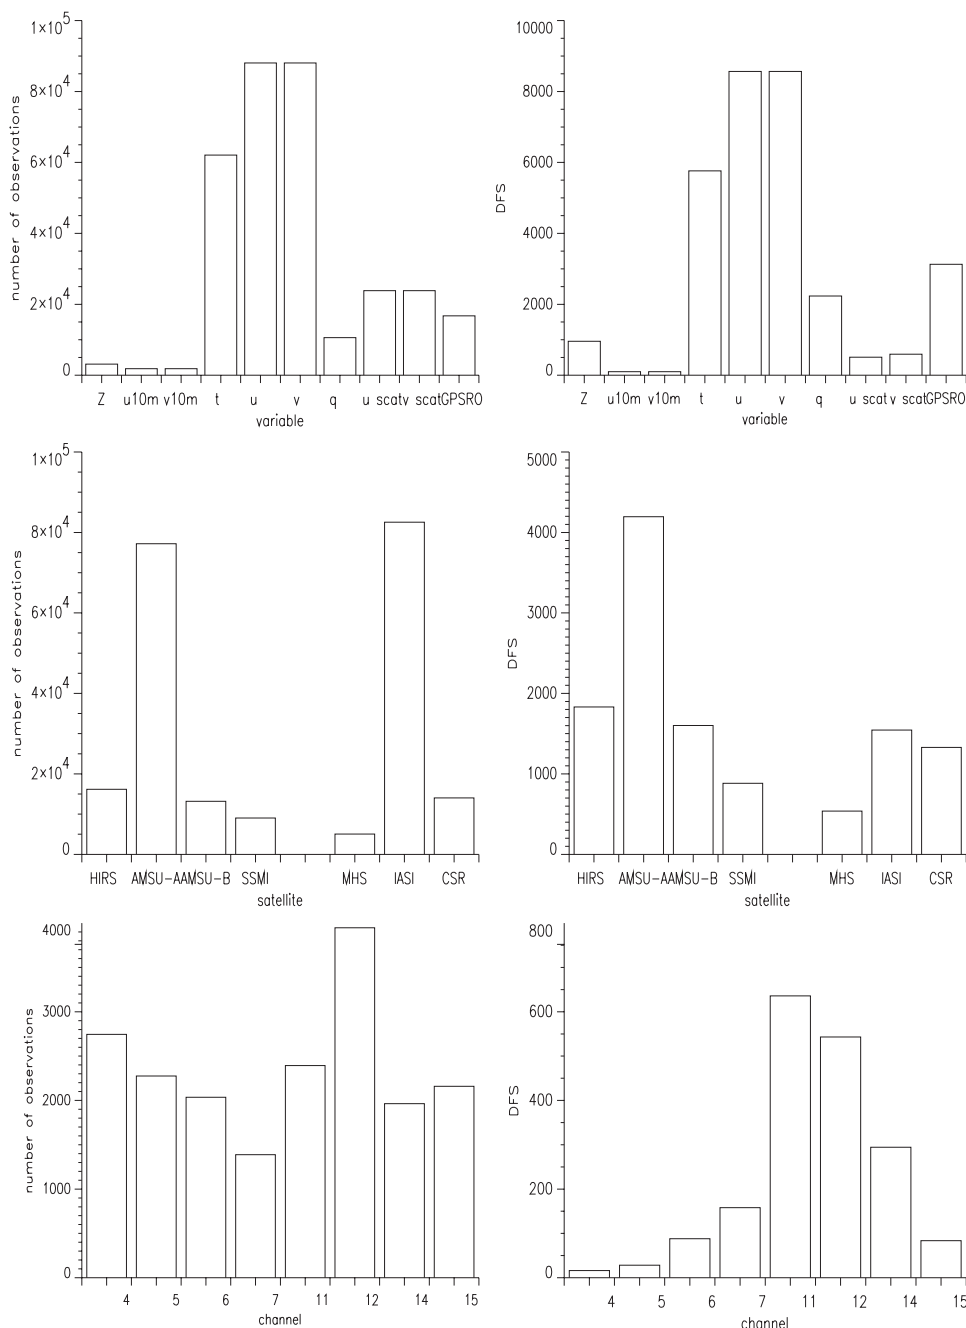 1×10^5
8×10^4
6×10^4
4×10^4
2×10^4
0
number of observations
Z u10m v10m t u v q u scat v scat GPSRO
variable
10000
8000
6000
4000
2000
0
DFS
Z u10m v10m t u v q u scat v scat GPSRO
variable
1×10^5
8×10^4
6×10^4
4×10^4
2×10^4
0
number of observations
HIRS AMSU-A AMSU-B SSMI MHS IASI CSR
satellite
5000
4000
3000
2000
1000
0
DFS
HIRS AMSU-A AMSU-B SSMI MHS IASI CSR
satellite
4000
3000
2000
1000
0
number of observations
4 5 6 7 11 12 14 15
channel
800
600
400
200
0
DFS
4 5 6 7 11 12 14 15
channel